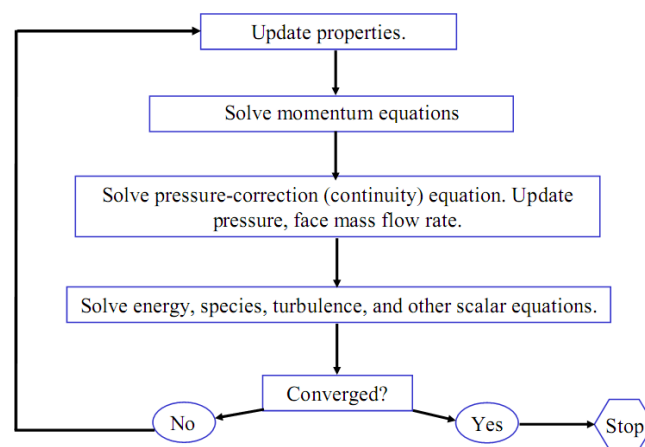 Update properties.
Solve momentum equations
Solve pressure-correction (continuity) equation. Update
pressure, face mass flow rate.
Solve energy, species, turbulence, and other scalar equations.
Converged?
No
Yes
Stop